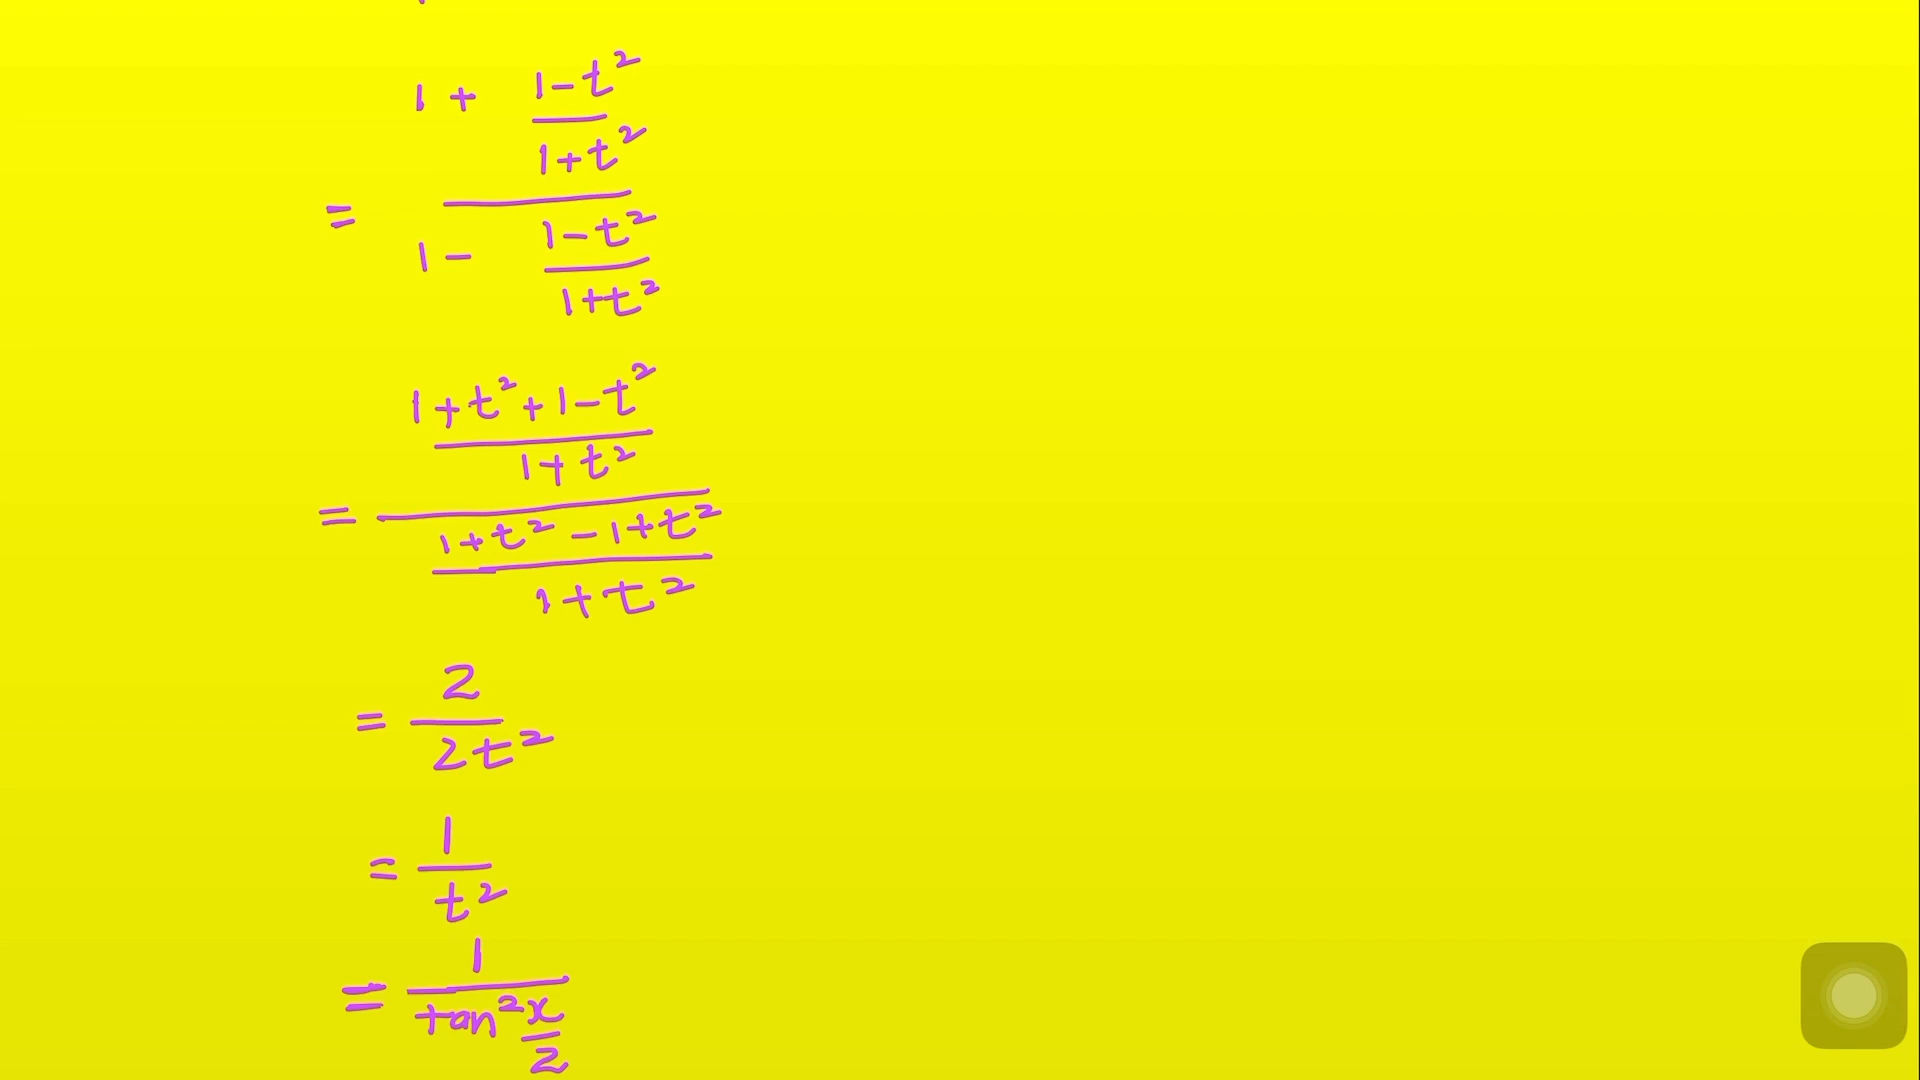 1 + 1-t²
1+t²
=
1 - 1-t²
1+t²
1+t²+1-t²
1+t²
=
1+t²-1+t²
1+t²
2
=
2t²
1
=
t²
1
=
tan² x
2